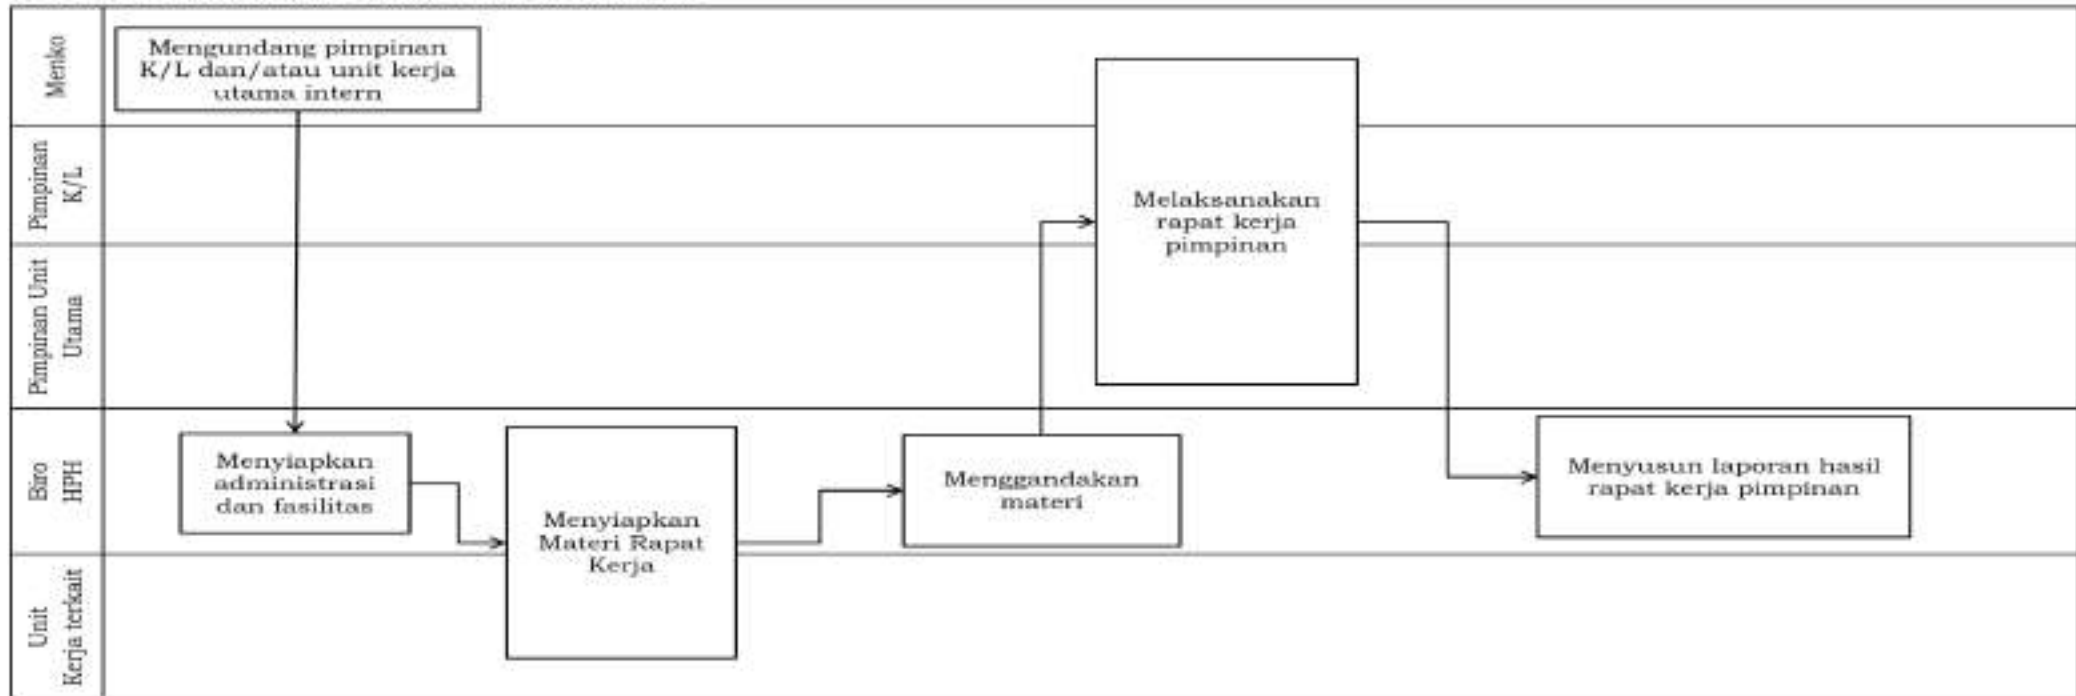 Menko
Mengundang pimpinan
K/L dan/atau unit kerja
utama intern
Pimpinan
K/L
Melaksanakan
rapat kerja
pimpinan
Pimpinan Unit
Utama
Biro
HPH
Menyiapkan
administrasi
dan fasilitas
Menyiapkan
Materi Rapat
Kerja
Menggandakan
materi
Menyusun laporan hasil
rapat kerja pimpinan
Unit
Kerja terkait